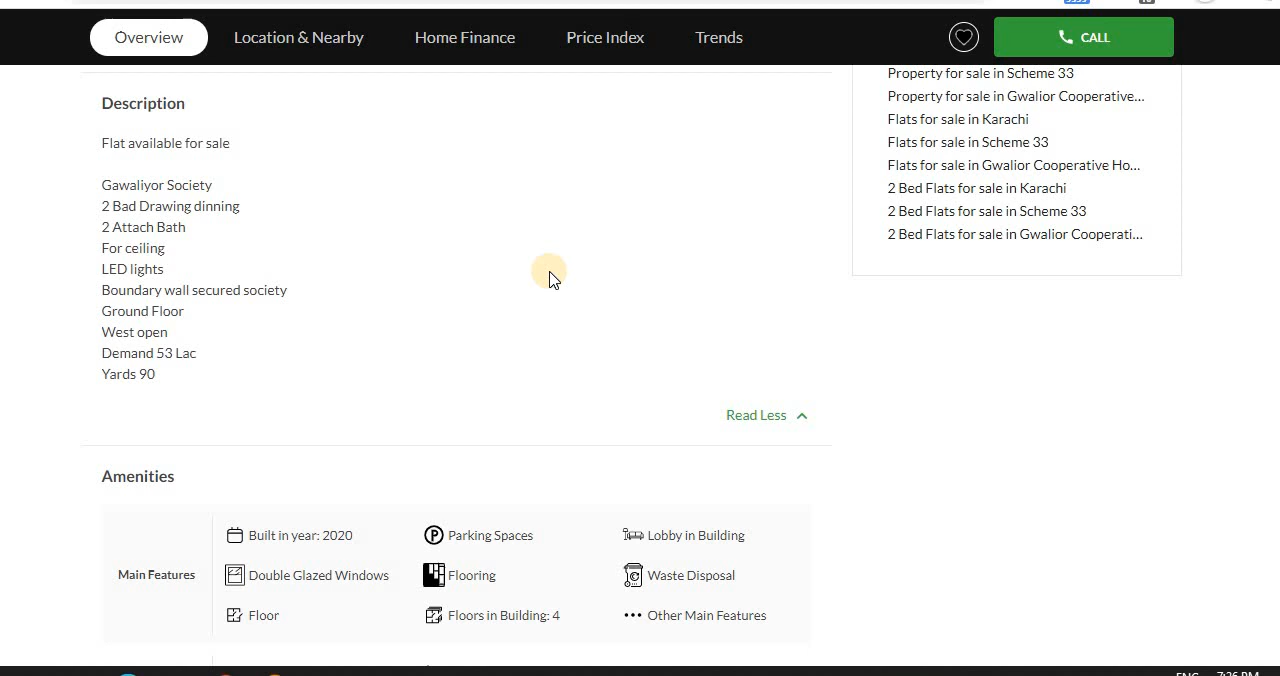 Overview
Location & Nearby
Home Finance
Price Index
Trends
CALL
Description
Flat available for sale
Gawaliyor Society
2 Bad Drawing dinning
2 Attach Bath
For ceiling
LED lights
Boundary wall secured society
Ground Floor
West open
Demand 53 Lac
Yards 90
Read Less
Property for sale in Scheme 33
Property for sale in Gwalior Cooperative...
Flats for sale in Karachi
Flats for sale in Scheme 33
Flats for sale in Gwalior Cooperative Ho...
2 Bed Flats for sale in Karachi
2 Bed Flats for sale in Scheme 33
2 Bed Flats for sale in Gwalior Cooperati...
Amenities
Main Features
Built in year: 2020
Parking Spaces
Lobby in Building
Double Glazed Windows
Flooring
Waste Disposal
Floor
Floors in Building: 4
Other Main Features
ENG
7:26 PM